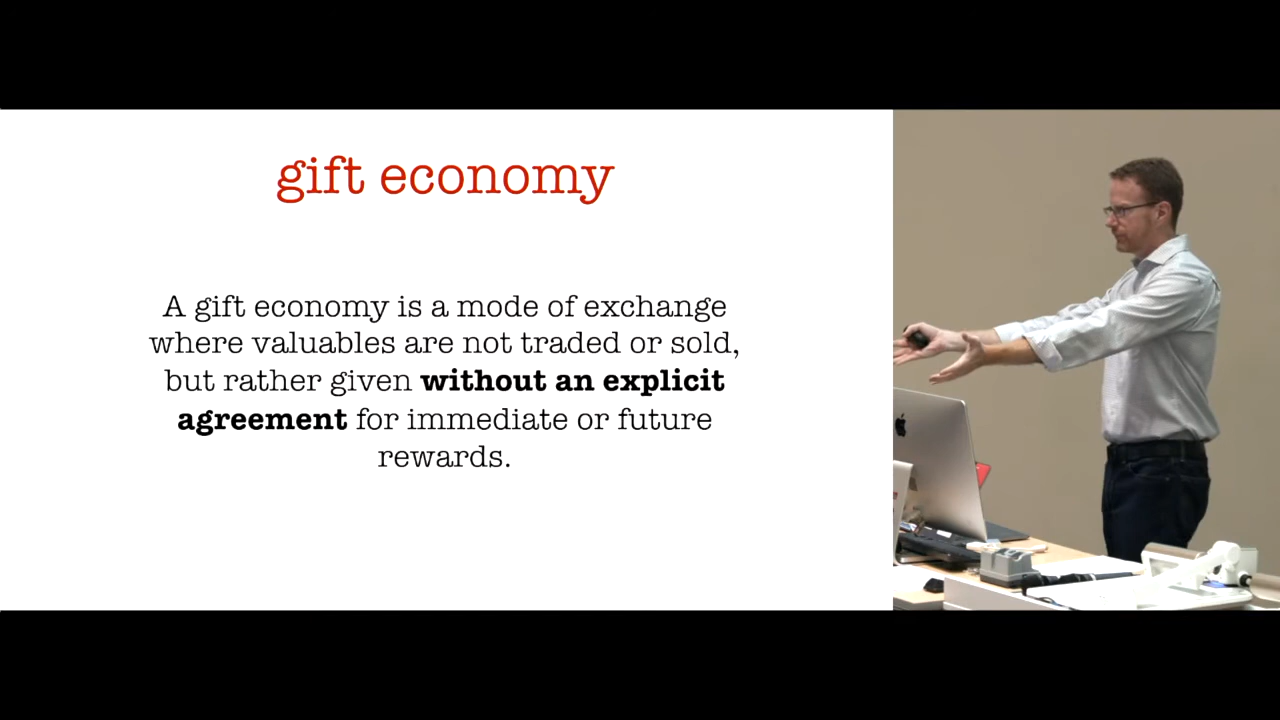 gift economy
A gift economy is a mode of exchange
where valuables are not traded or sold,
but rather given without an explicit
agreement for immediate or future
rewards.